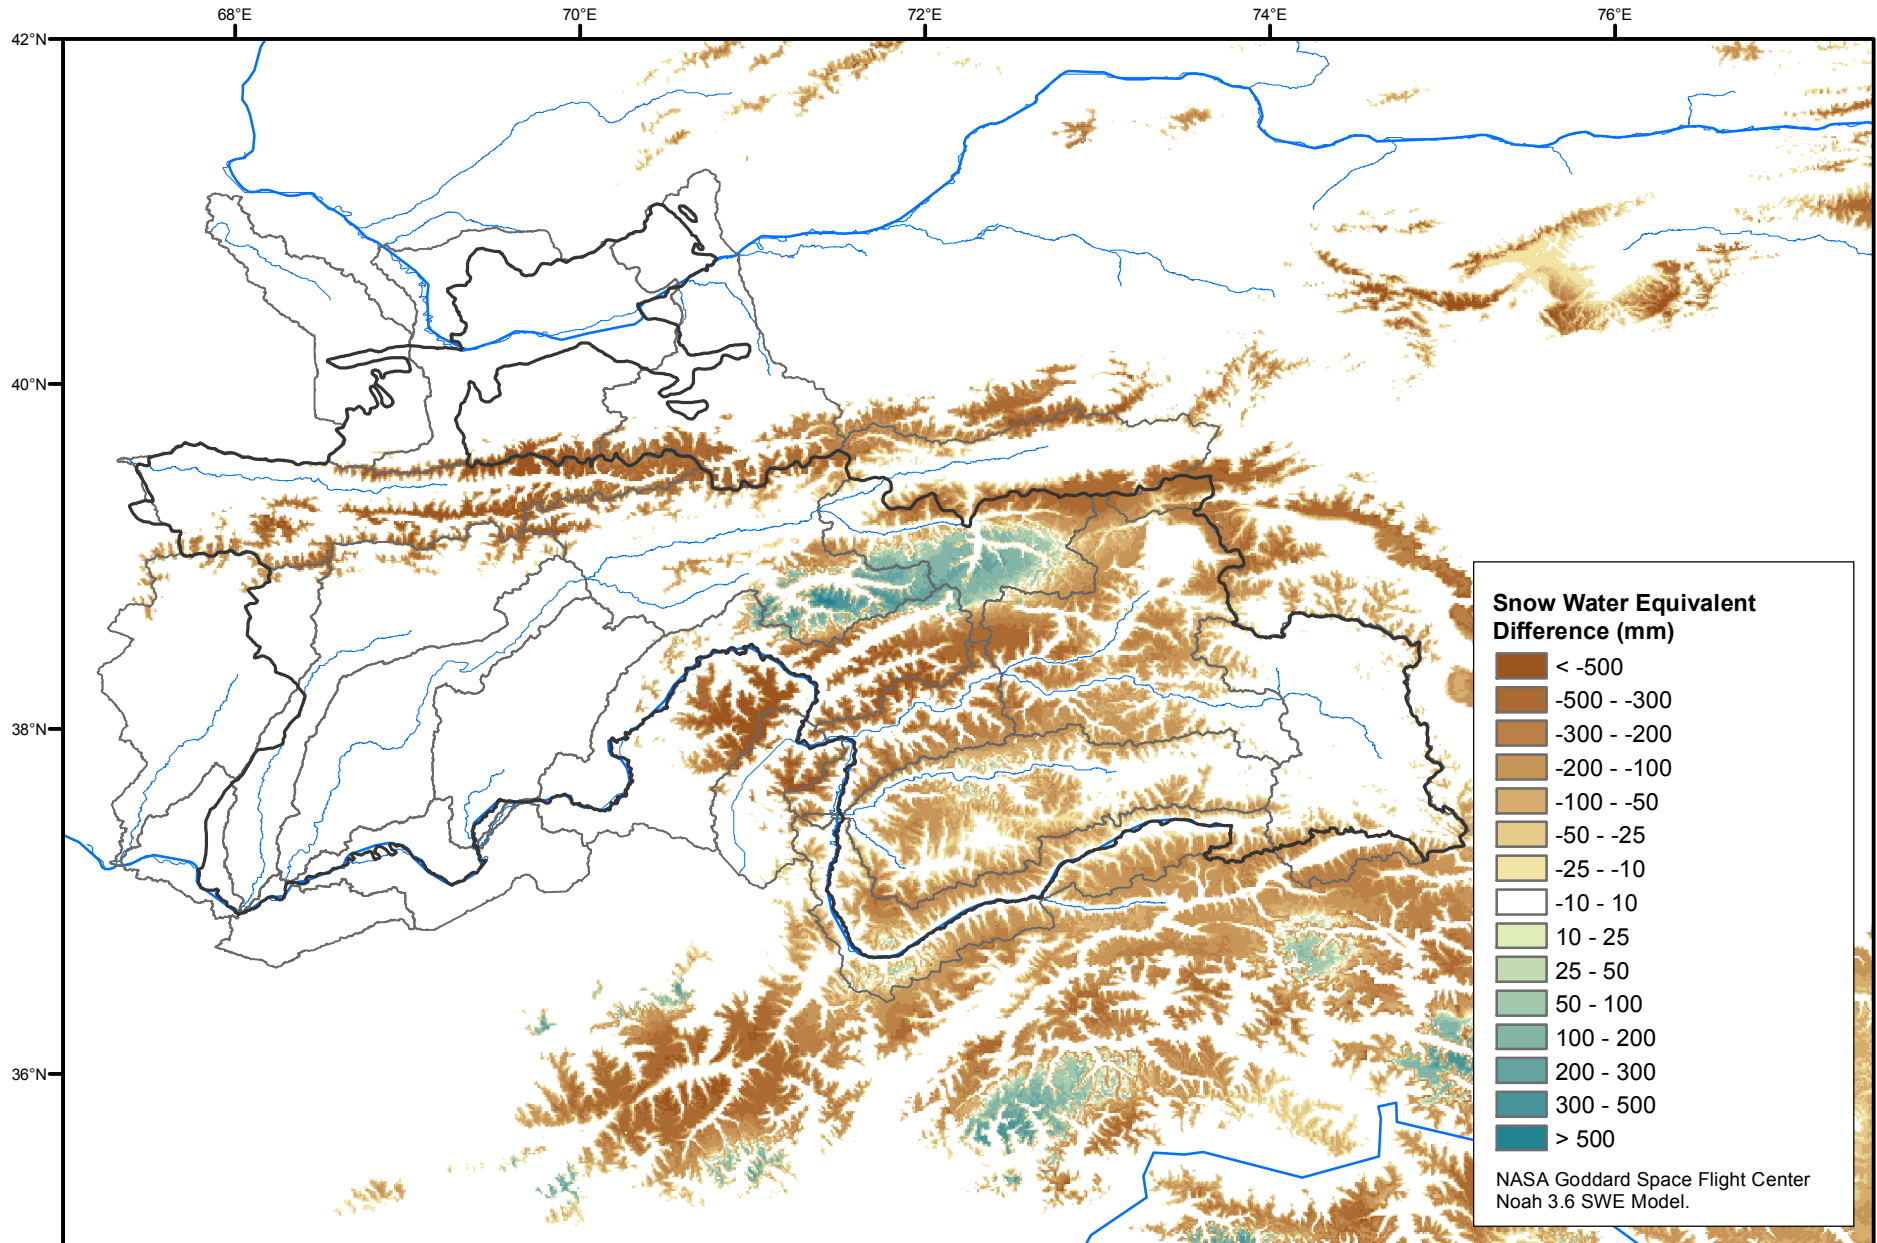 68°E 70°E 72°E 74°E 76°E
42°N
40°N
38°N
36°N
Snow Water Equivalent
Difference (mm)
< -500
-500 - -300
-300 - -200
-200 - -100
-100 - -50
-50 - -25
-25 - -10
-10 - 10
10 - 25
25 - 50
50 - 100
100 - 200
200 - 300
300 - 500
> 500
NASA Goddard Space Flight Center
Noah 3.6 SWE Model.